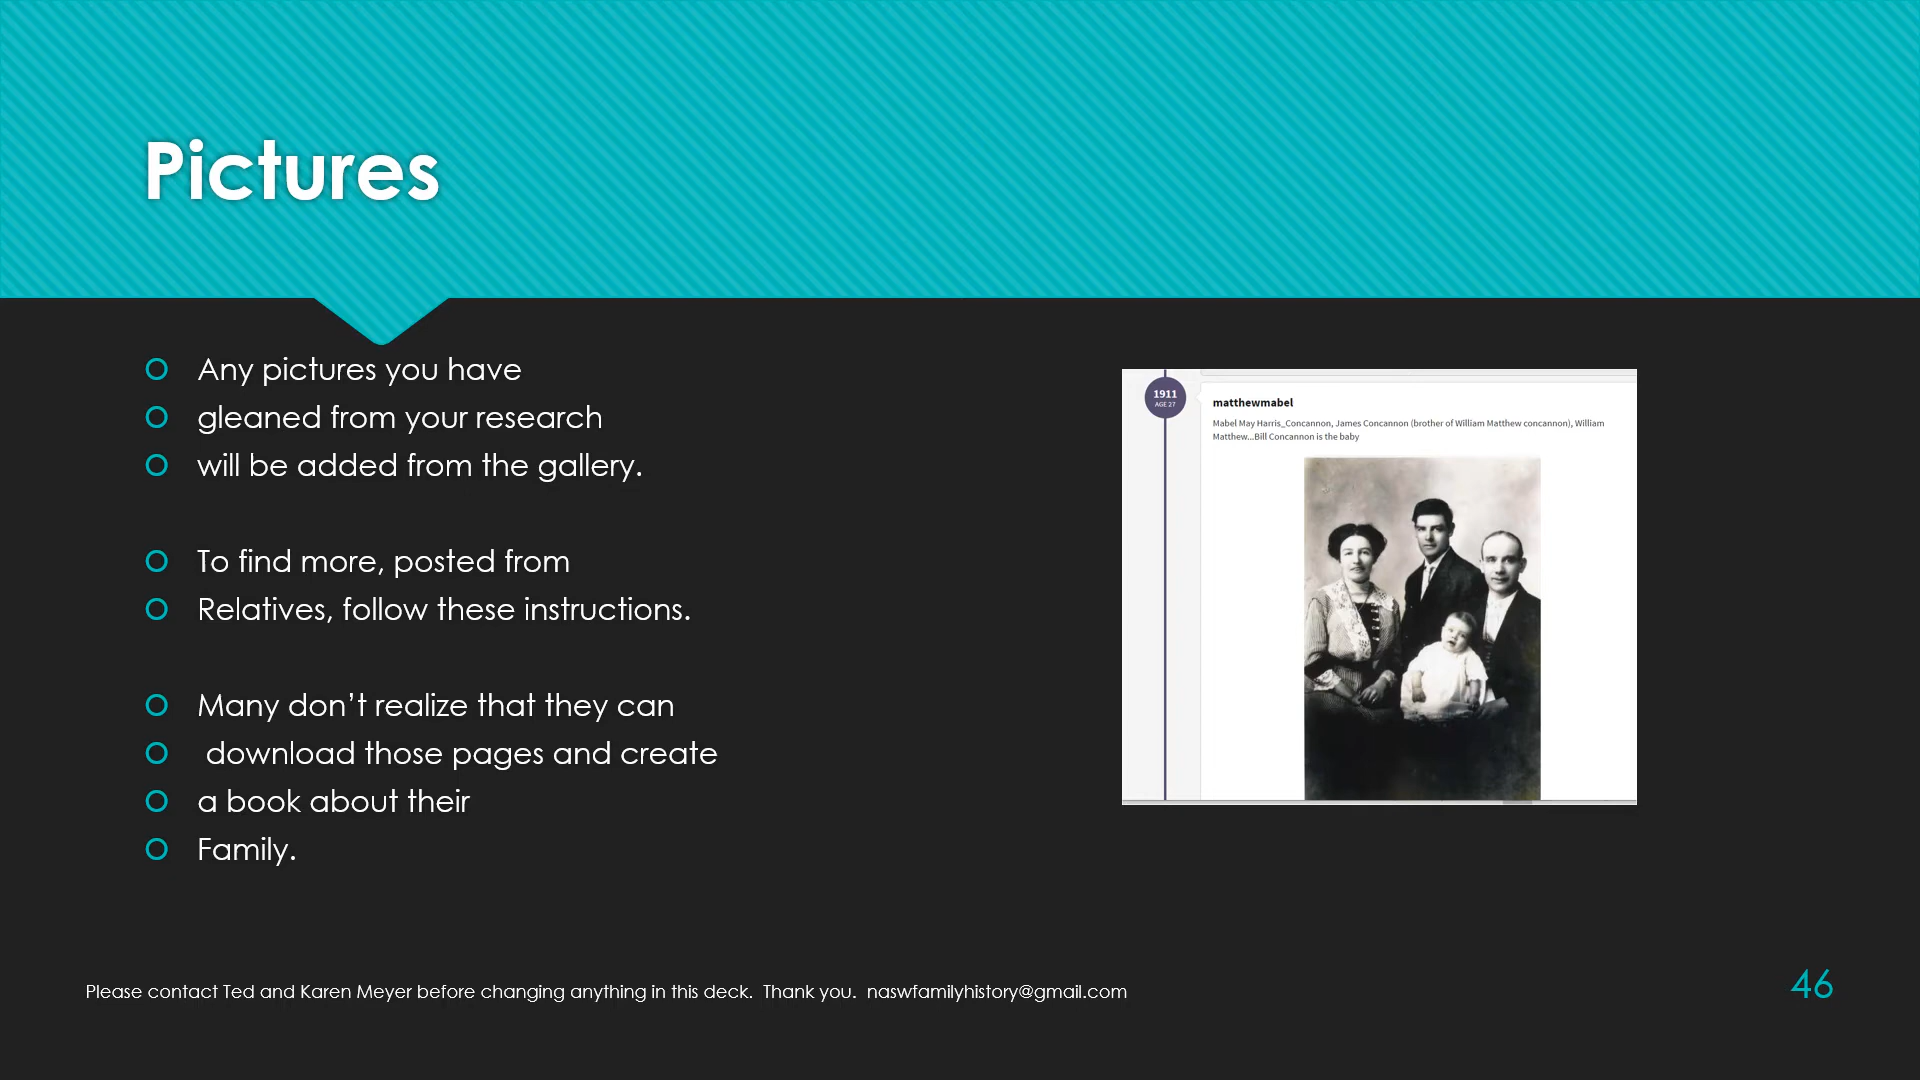 Pictures
Any pictures you have
gleaned from your research
will be added from the gallery.
To find more, posted from
Relatives, follow these instructions.
Many don’t realize that they can
download those pages and create
a book about their
Family.
1911
AGE 27
matthewmabel
Mabel May Harris_Concannon, James Concannon (brother of William Matthew concannon), William
Matthew...Bill Concannon is the baby
Please contact Ted and Karen Meyer before changing anything in this deck.  Thank you.  naswfamilyhistory@gmail.com
46